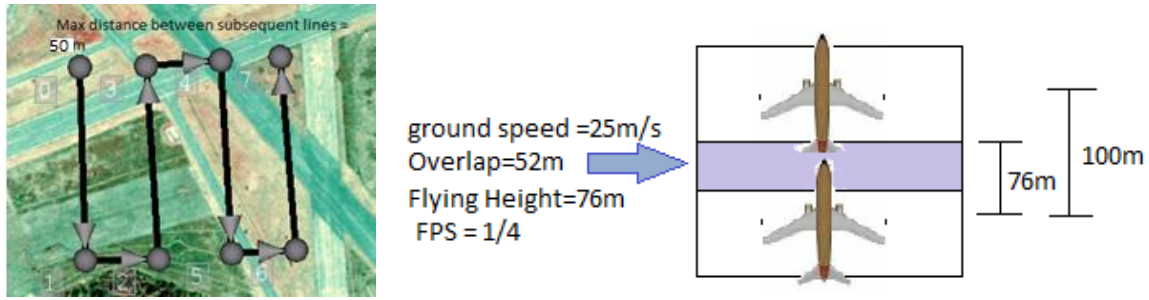 Max distance between subsequent lines =
50 m
0
3
4
7
1
2
5
6
ground speed =25m/s
Overlap=52m
Flying Height=76m
FPS = 1/4
76m
100m